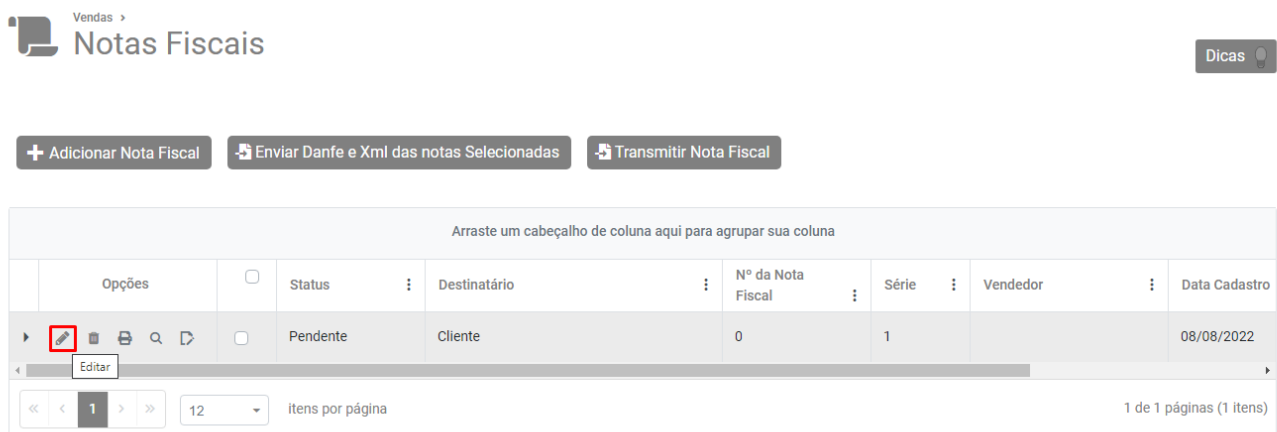 Vendas ›
Notas Fiscais
Dicas
Adicionar Nota Fiscal
Enviar Danfe e Xml das notas Selecionadas
Transmitir Nota Fiscal
Arraste um cabeçalho de coluna aqui para agrupar sua coluna
Opções Status Destinatário Nº da Nota Fiscal Série Vendedor Data Cadastro
Pendente Cliente 0 1 08/08/2022
Editar
« < 1 > » 12 itens por página 1 de 1 páginas (1 itens)